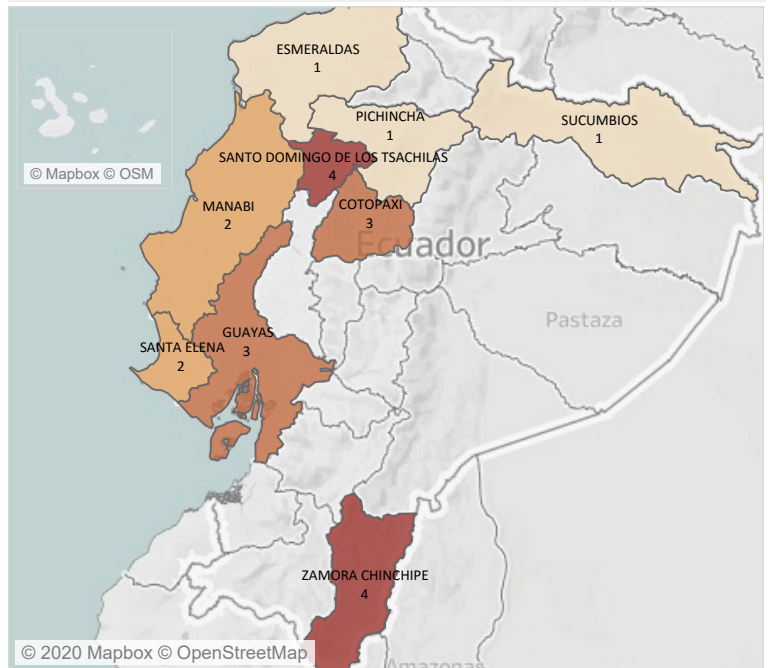 ESMERALDAS
1
© Mapbox © OSM
PICHINCHA
1
SUCUMBIOS
1
SANTO DOMINGO DE LOS TSACHILAS
4
MANABI
2
COTOPAXI
3
Ecuador
Pastaza
GUAYAS
3
SANTA ELENA
2
ZAMORA CHINCHIPE
4
© 2020 Mapbox © OpenStreetMap
Amazonas